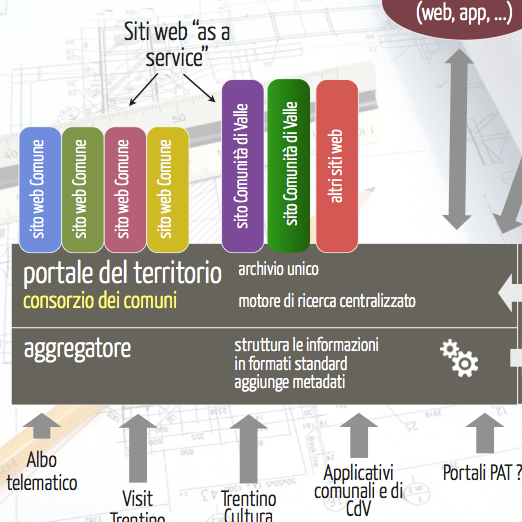 (web, app, ...)
Siti web “as a
service”
sito web Comune
sito web Comune
sito web Comune
sito web Comune
sito Comunità di Valle
sito Comunità di Valle
altri siti web
portale del territorio
consorzio dei comuni
archivio unico
motore di ricerca centralizzato
aggregatore
struttura le informazioni
in formati standard
aggiunge metadati
Albo
telematico
Visit
Trentino
Trentino
Cultura
Applicativi
comunali e di
CdV
Portali PAT ?